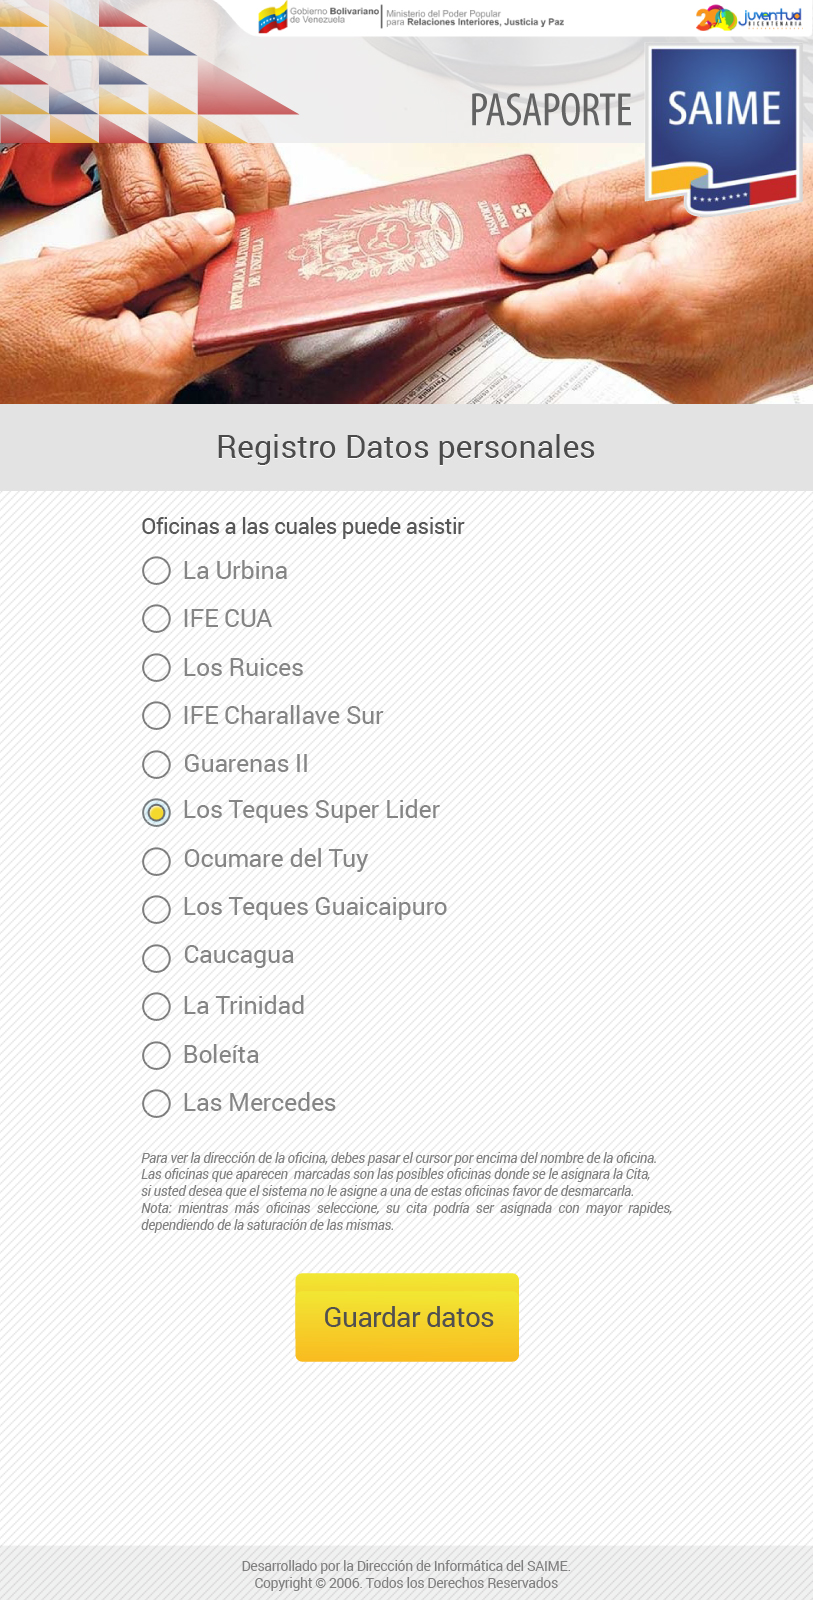 Gobierno Bolivariano
de Venezuela
Ministerio del Poder Popular
para Relaciones Interiores, Justicia y Paz
200 juventud
BICENTENARIA
PASAPORTE
SAIME
REPÚBLICA BOLIVARIANA
DE VENEZUELA
PASAPORTE
PASSPORT
Registro Datos personales
Oficinas a las cuales puede asistir
La Urbina
IFE CUA
Los Ruices
IFE Charallave Sur
Guarenas II
Los Teques Super Lider
Ocumare del Tuy
Los Teques Guaicaipuro
Caucagua
La Trinidad
Boleíta
Las Mercedes
Para ver la dirección de la oficina, debes pasar el cursor por encima del nombre de la oficina.
Las oficinas que aparecen marcadas son las posibles oficinas donde se le asignara la Cita,
si usted desea que el sistema no le asigne a una de estas oficinas favor de desmarcarla.
Nota: mientras más oficinas seleccione, su cita podría ser asignada con mayor rapides,
dependiendo de la saturación de las mismas.
Guardar datos
Desarrollado por la Dirección de Informática del SAIME.
Copyright © 2006. Todos los Derechos Reservados